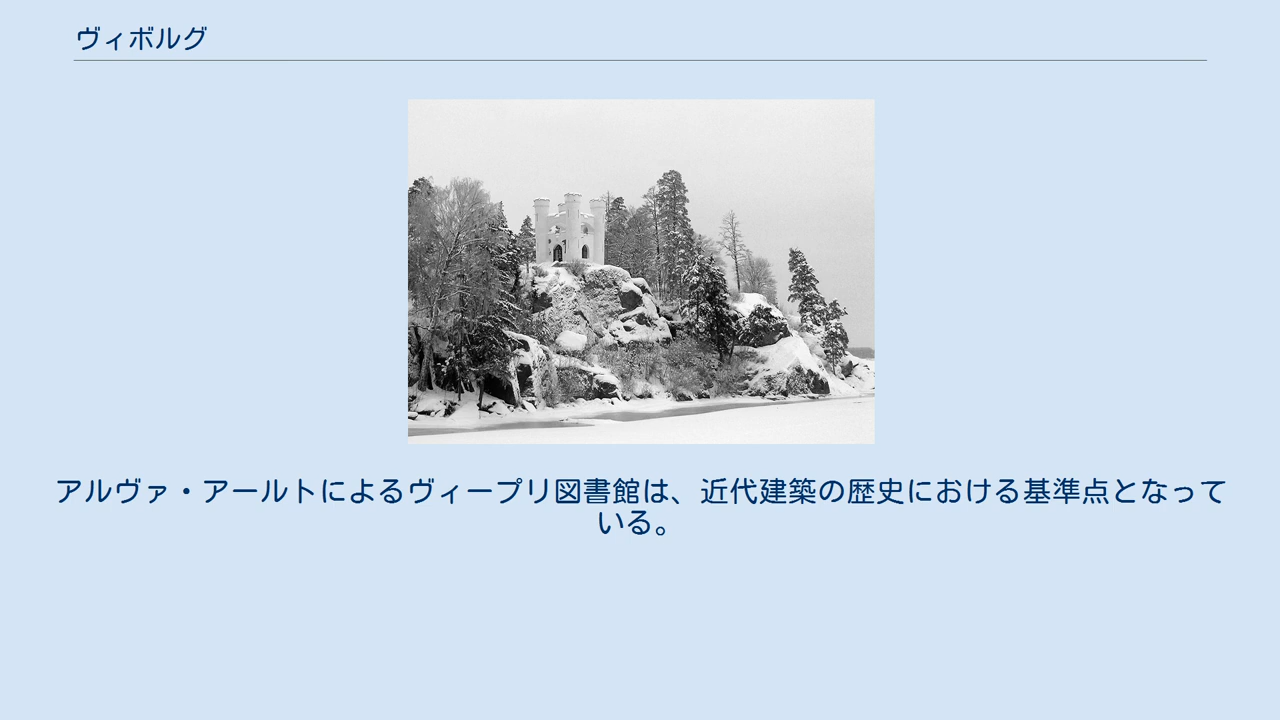 ヴィボルグ
アルヴァ・アールトによるヴィープリ図書館は、近代建築の歴史における基準点となって
いる。